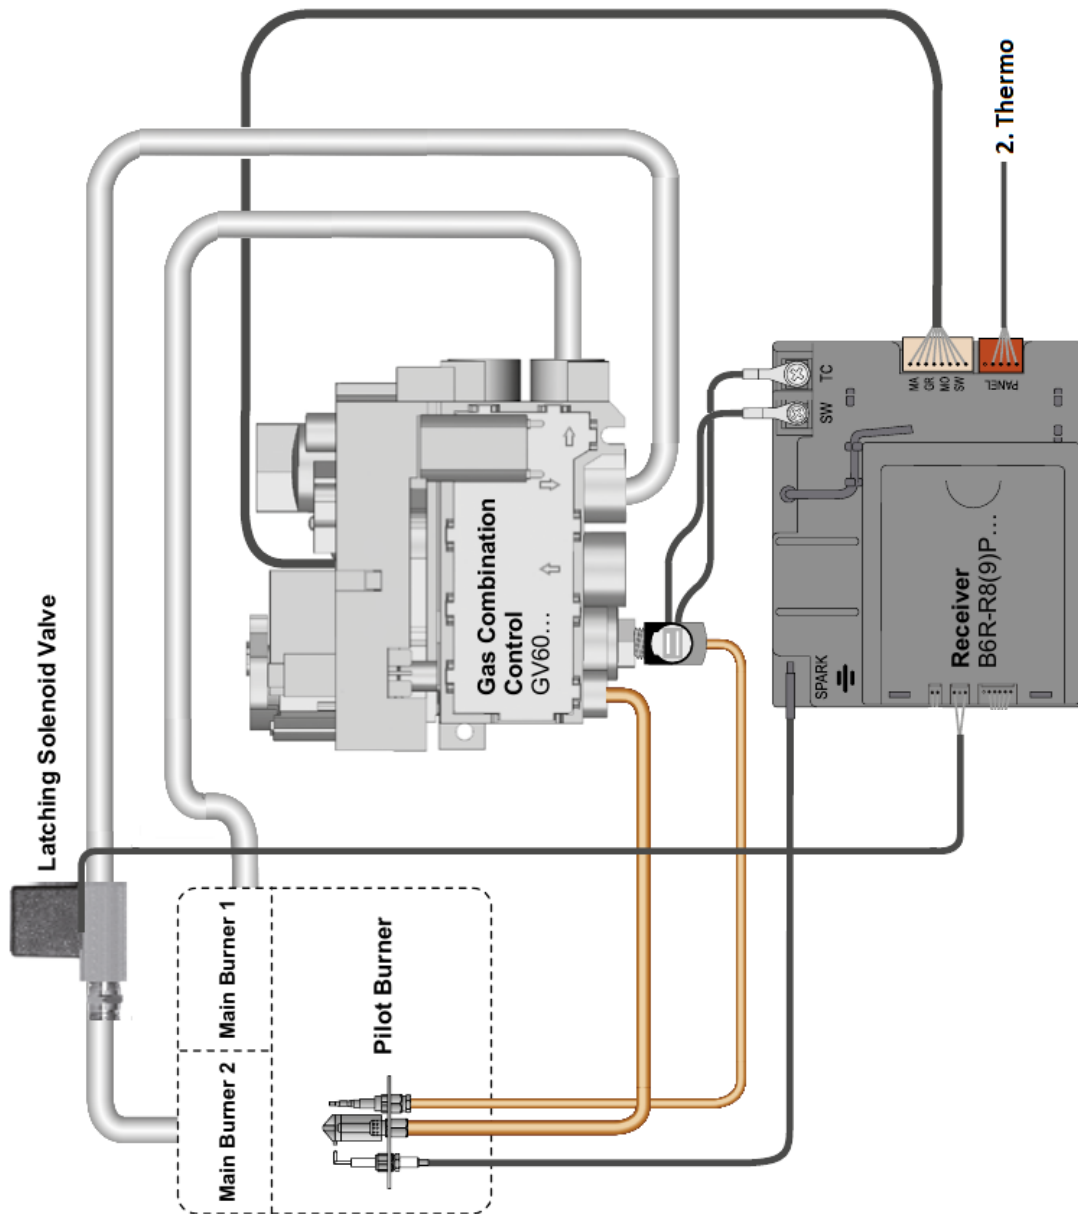 Latching Solenoid Valve
Main Burner 2
Main Burner 1
Pilot Burner
Gas Combination
Control
GV60...
SPARK
SW
TC
MA
GR
MO
SW
PANEL
2. Thermo
Receiver
B6R-R8(9)P...